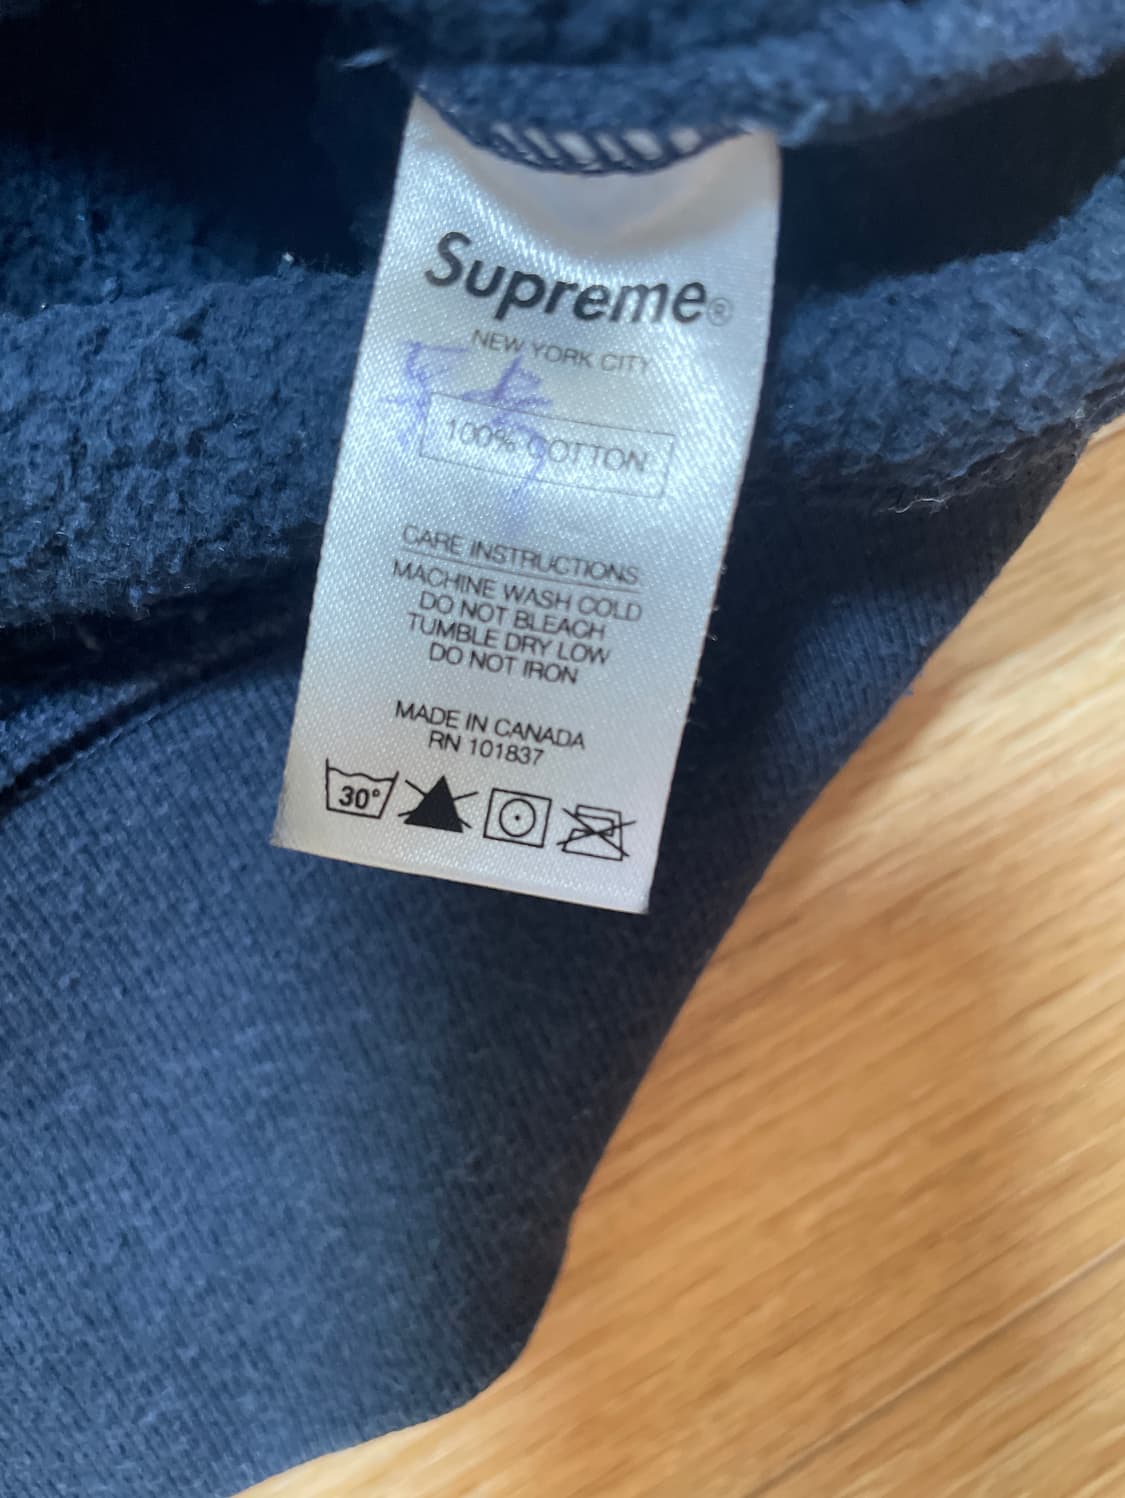 Supreme®
NEW YORK CITY
100% COTTON
CARE INSTRUCTIONS
MACHINE WASH COLD
DO NOT BLEACH
TUMBLE DRY LOW
DO NOT IRON
MADE IN CANADA
RN 101837
30°